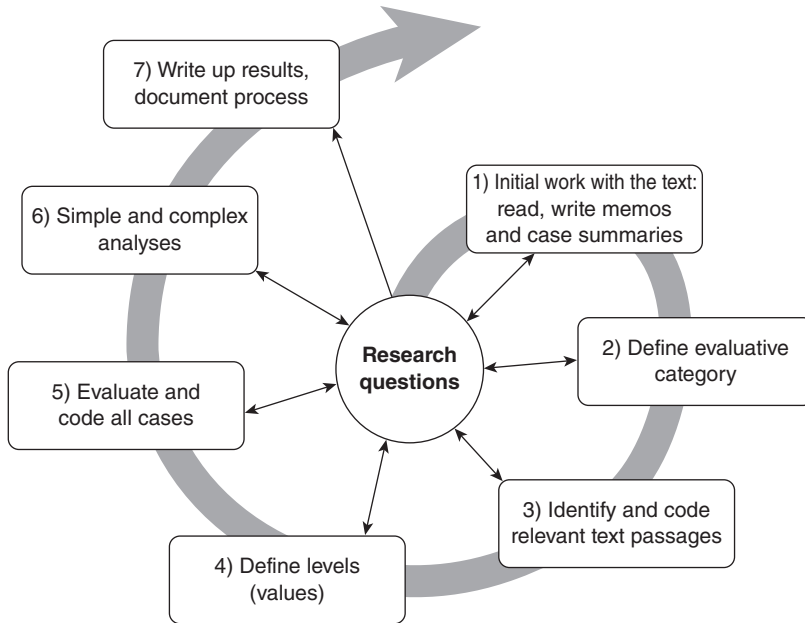 7) Write up results,
document process
1) Initial work with the text:
read, write memos
and case summaries
6) Simple and complex
analyses
Research
questions
2) Define evaluative
category
5) Evaluate and
code all cases
3) Identify and code
relevant text passages
4) Define levels
(values)